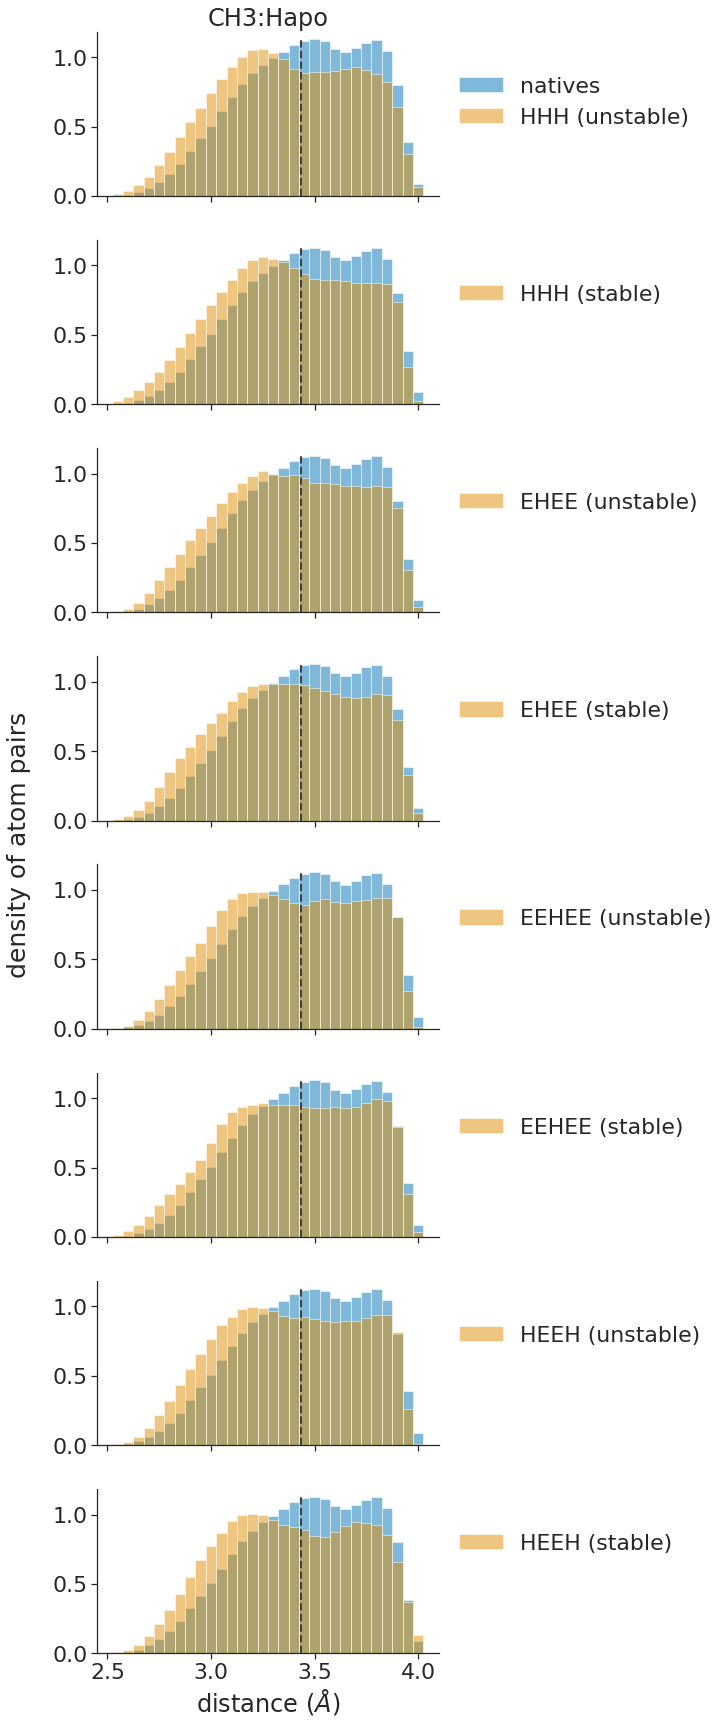 CH3:Hapo
1.0
0.5
0.0
natives
HHH (unstable)
1.0
0.5
0.0
HHH (stable)
1.0
0.5
0.0
EHEE (unstable)
1.0
0.5
0.0
EHEE (stable)
density of atom pairs
1.0
0.5
0.0
EEHEE (unstable)
1.0
0.5
0.0
EEHEE (stable)
1.0
0.5
0.0
HEEH (unstable)
1.0
0.5
0.0
HEEH (stable)
2.5 3.0 3.5 4.0
distance (Å)